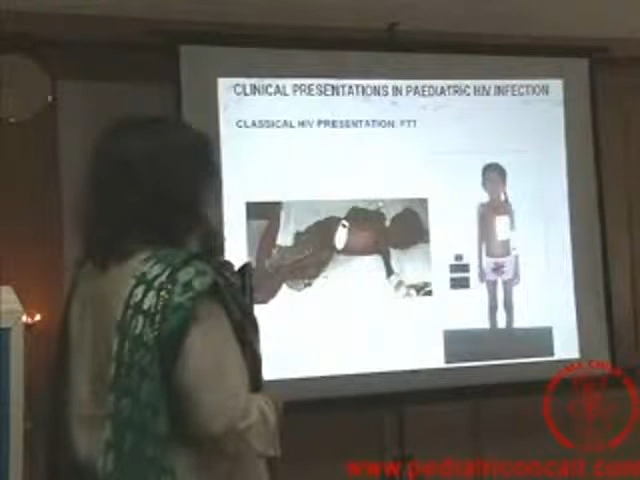 CLINICAL PRESENTATIONS IN PAEDIATRIC HIV INFECTION
CLASSICAL HIV PRESENTATION: FTT
www.pediatriconcall.com